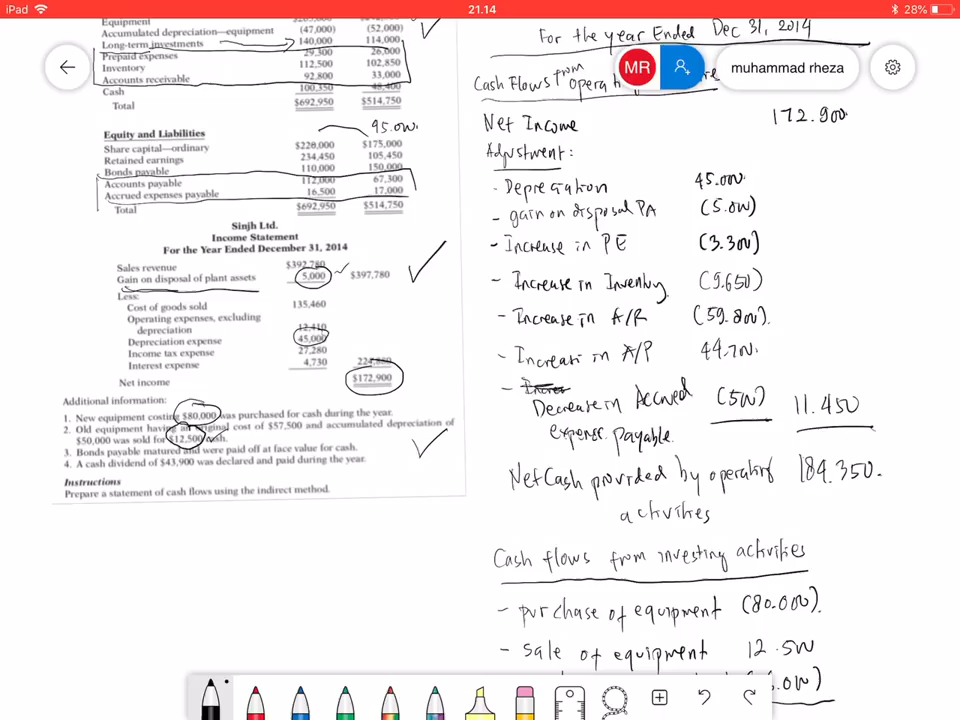 iPad
21.14
28%
Equipment
Accumulated depreciation—equipment (47,000) (52,000)
Long-term investments 140,000 114,000
Prepaid expenses 29,300 26,000
Inventory 112,500 102,850
Accounts receivable 92,800 33,000
Cash 100,350 48,400
Total $692,950 $514,750
95.000
Equity and Liabilities
Share capital—ordinary $220,000 $175,000
Retained earnings 234,450 105,450
Bonds payable 110,000 150,000
Accounts payable 112,000 67,300
Accrued expenses payable 16,500 17,000
Total $692,950 $514,750
Sinjh Ltd.
Income Statement
For the Year Ended December 31, 2014
Sales revenue $392,780
Gain on disposal of plant assets 5,000 $397,780
Less:
Cost of goods sold 135,460
Operating expenses, excluding
depreciation 12,410
Depreciation expense 45,000
Income tax expense 27,280
Interest expense 4,730 224,880
Net income $172,900
Additional information:
1. New equipment costing $80,000 was purchased for cash during the year.
2. Old equipment having an original cost of $57,500 and accumulated depreciation of
$50,000 was sold for $12,500 cash.
3. Bonds payable matured and were paid off at face value for cash.
4. A cash dividend of $43,900 was declared and paid during the year.
Instructions
Prepare a statement of cash flows using the indirect method.
For the year Ended Dec 31, 2014
MR
muhammad rheza
Cash Flows from
Net Income 172.900
Adjustment:
- Depreciation 45.000
- gain on disposal PA (5.000)
- Increase in PE (3.300)
- Increase in Inventory (9.650)
- Increase in A/R (59.800)
- Increase in A/P 44.700
- Decrease in Accrued (500) 11.450
expense payable
Net Cash provided by operating 184.350
activities
Cash flows from investing activities
- purchase of equipment (80.000)
- sale of equipment 12.500